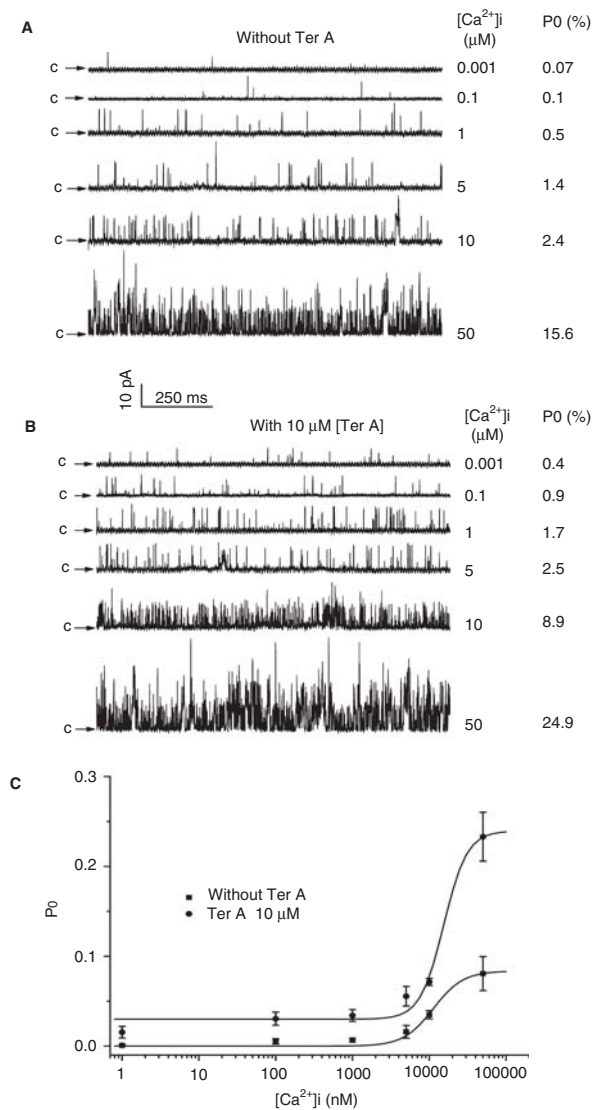 A
Without Ter A
[Ca²⁺]i
(μM)
P0 (%)
c 0.001 0.07
c 0.1 0.1
c 1 0.5
c 5 1.4
c 10 2.4
c 50 15.6
10 pA
250 ms
B
With 10 μM [Ter A]
[Ca²⁺]i
(μM)
P0 (%)
c 0.001 0.4
c 0.1 0.9
c 1 1.7
c 5 2.5
c 10 8.9
c 50 24.9
C
0.3
0.2
0.1
0.0
P0
Without Ter A
Ter A 10 μM
1 10 100 1000 10000 100000
[Ca²⁺]i (nM)